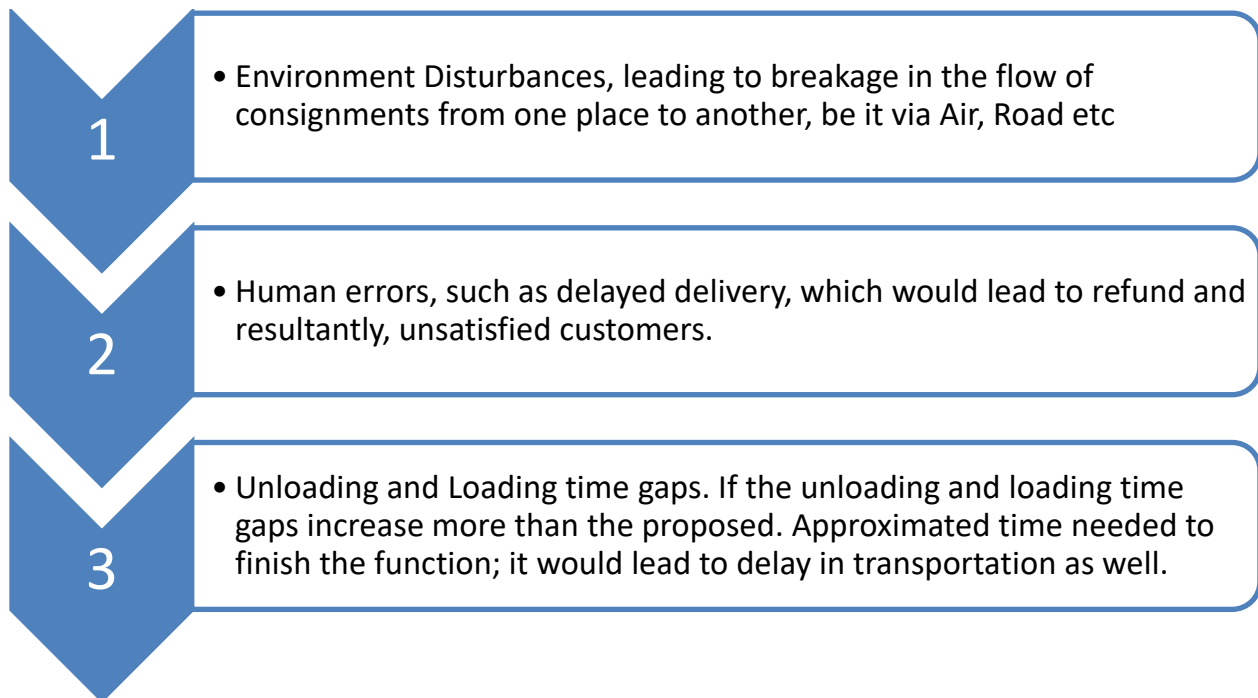 1
• Environment Disturbances, leading to breakage in the flow of
consignments from one place to another, be it via Air, Road etc
2
• Human errors, such as delayed delivery, which would lead to refund and
resultantly, unsatisfied customers.
3
• Unloading and Loading time gaps. If the unloading and loading time
gaps increase more than the proposed. Approximated time needed to
finish the function; it would lead to delay in transportation as well.